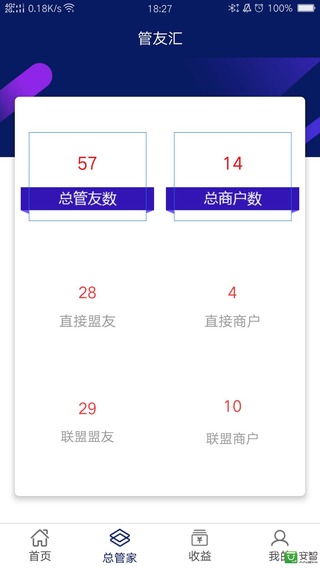 0.18K/s 18:27 100%
管友汇
57 14
总管友数 总商户数
28 4
直接盟友 直接商户
29 10
联盟盟友 联盟商户
首页 总管家 收益 我的
安智